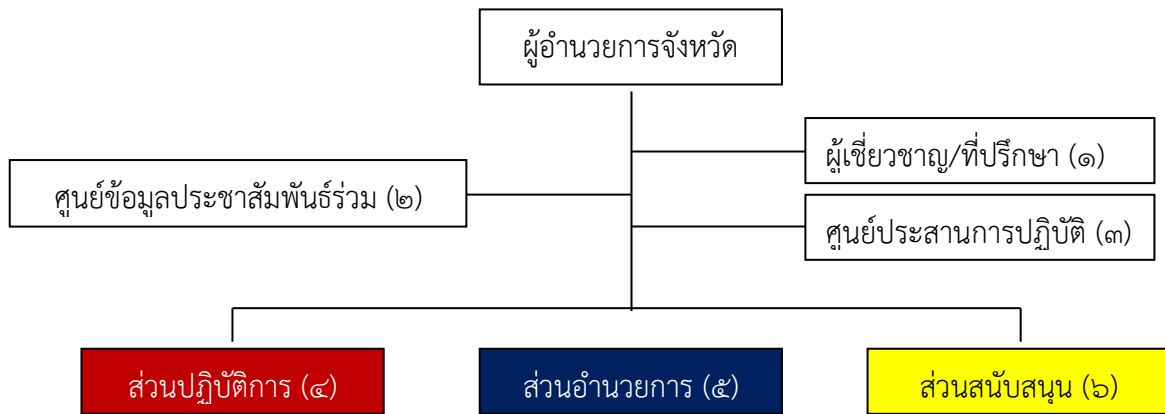 ผู้อำนวยการจังหวัด
ผู้เชี่ยวชาญ/ที่ปรึกษา (๑)
ศูนย์ข้อมูลประชาสัมพันธ์ร่วม (๒)
ศูนย์ประสานการปฏิบัติ (๓)
ส่วนปฏิบัติการ (๔)
ส่วนอำนวยการ (๕)
ส่วนสนับสนุน (๖)